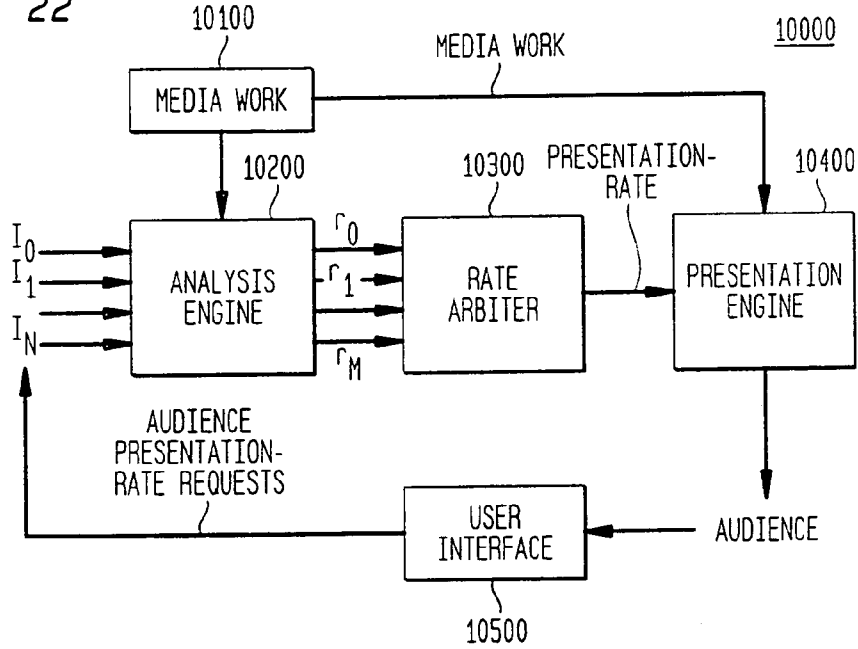 22
10100
MEDIA WORK
10000
MEDIA WORK
10200
10300
PRESENTATION-
RATE
10400
I0
I1
IN
ANALYSIS
ENGINE
r0
r1
rM
RATE
ARBITER
PRESENTATION
ENGINE
AUDIENCE
PRESENTATION-
RATE REQUESTS
USER
INTERFACE
AUDIENCE
10500